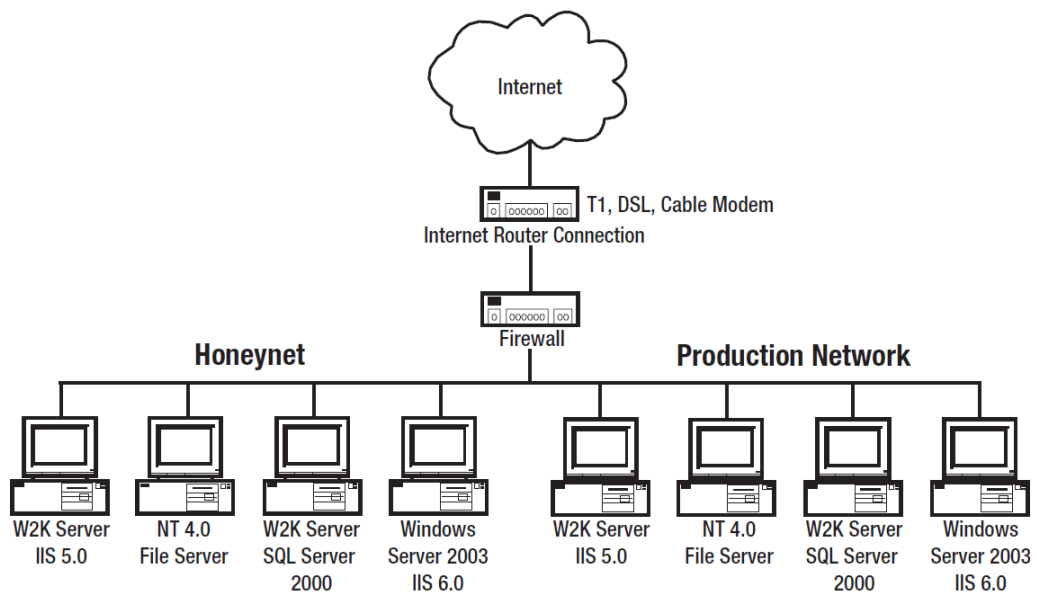 Internet
T1, DSL, Cable Modem
Internet Router Connection
Firewall
Honeynet
Production Network
W2K Server
IIS 5.0
NT 4.0
File Server
W2K Server
SQL Server
2000
Windows
Server 2003
IIS 6.0
W2K Server
IIS 5.0
NT 4.0
File Server
W2K Server
SQL Server
2000
Windows
Server 2003
IIS 6.0